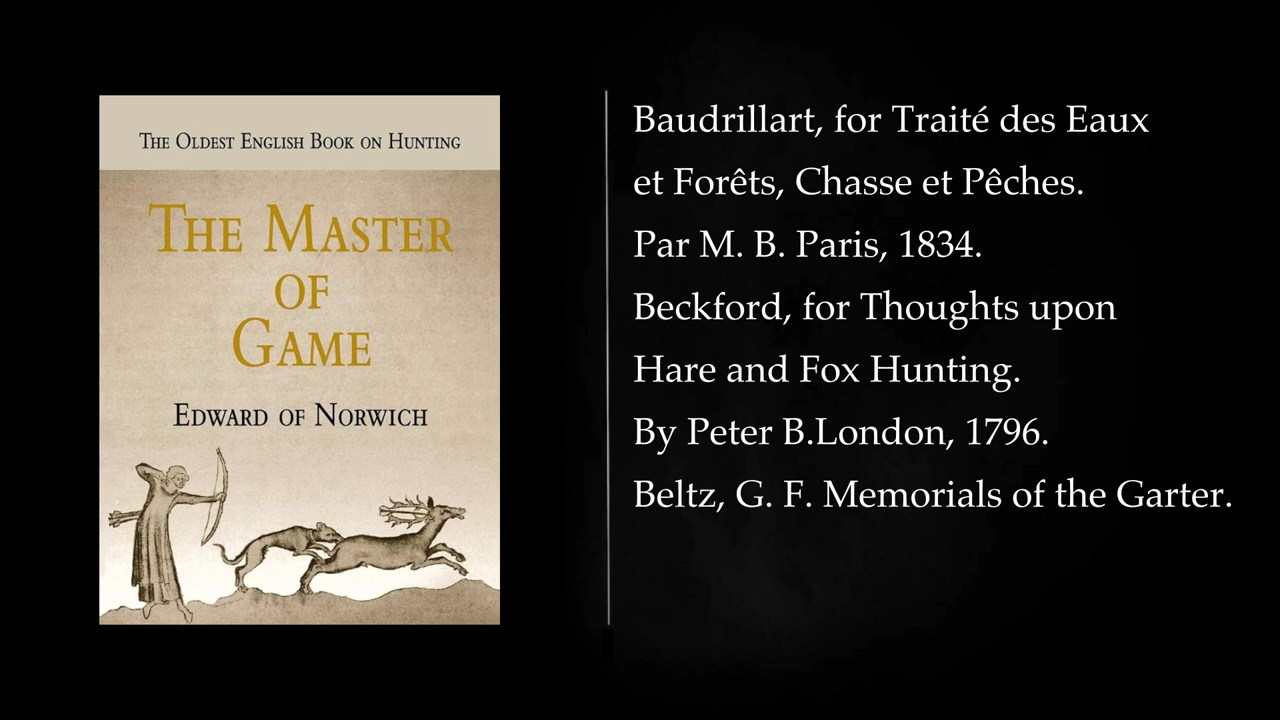 THE OLDEST ENGLISH BOOK ON HUNTING
THE MASTER
OF
GAME
EDWARD OF NORWICH
Baudrillart, for Traité des Eaux
et Forêts, Chasse et Pêches.
Par M. B. Paris, 1834.
Beckford, for Thoughts upon
Hare and Fox Hunting.
By Peter B.London, 1796.
Beltz, G. F. Memorials of the Garter.